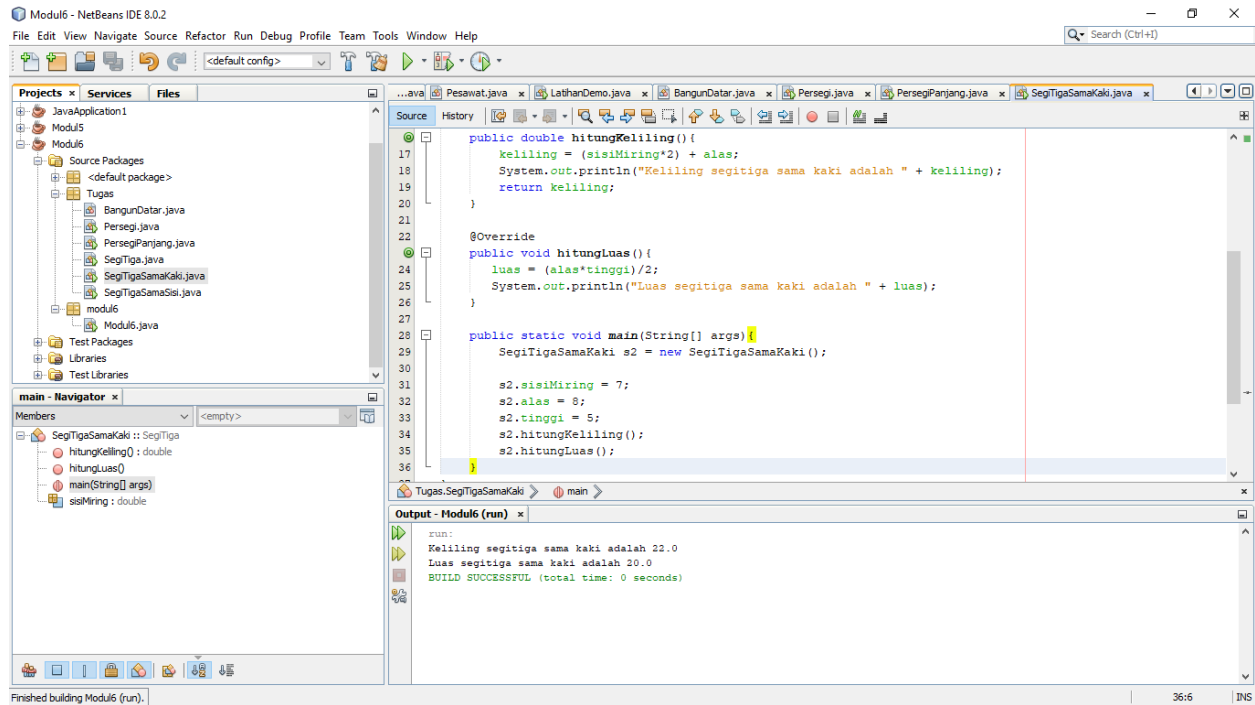 Modul6 - NetBeans IDE 8.0.2
File Edit View Navigate Source Refactor Run Debug Profile Team Tools Window Help
Search (Ctrl+I)
<default config>
Projects Services Files
JavaApplication1
Modul5
Modul6
Source Packages
<default package>
Tugas
BangunDatar.java
Persegi.java
PersegiPanjang.java
SegiTiga.java
SegiTigaSamaKaki.java
SegiTigaSamaSisi.java
modul6
Modul6.java
Test Packages
Libraries
Test Libraries
main - Navigator
Members <empty>
SegiTigaSamaKaki :: SegiTiga
hitungKeliling() : double
hitungLuas()
main(String[] args)
sisiMiring : double
...ava Pesawat.java LatihanDemo.java BangunDatar.java Persegi.java PersegiPanjang.java SegiTigaSamaKaki.java
Source History
public double hitungKeliling(){
17 keliling = (sisiMiring*2) + alas;
18 System.out.println("Keliling segitiga sama kaki adalah " + keliling);
19 return keliling;
20 }
21
22 @Override
public void hitungLuas(){
24 luas = (alas*tinggi)/2;
25 System.out.println("Luas segitiga sama kaki adalah " + luas);
26 }
27
28 public static void main(String[] args){
29 SegiTigaSamaKaki s2 = new SegiTigaSamaKaki();
30
31 s2.sisiMiring = 7;
32 s2.alas = 8;
33 s2.tinggi = 5;
34 s2.hitungKeliling();
35 s2.hitungLuas();
36 }
Tugas.SegiTigaSamaKaki main
Output - Modul6 (run)
run:
Keliling segitiga sama kaki adalah 22.0
Luas segitiga sama kaki adalah 20.0
BUILD SUCCESSFUL (total time: 0 seconds)
Finished building Modul6 (run).
36:6 INS